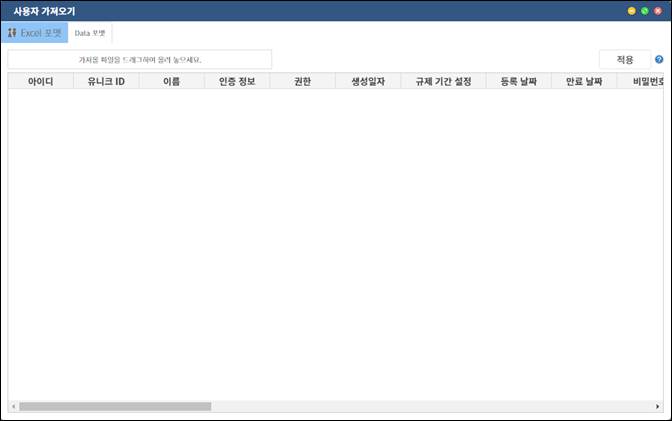 사용자 가져오기
Excel 포맷 Data 포맷
가져올 파일을 드래그하여 올려 놓으세요. 적용
아이디 유니크 ID 이름 인증 정보 권한 생성일자 규제 기간 설정 등록 날짜 만료 날짜 비밀번호